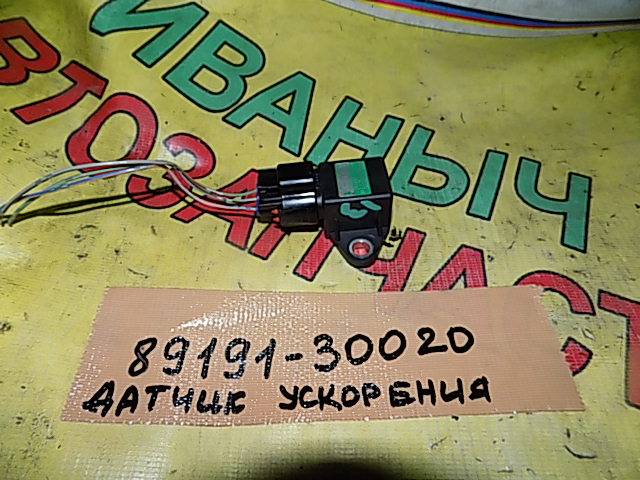 ИВАНЫЧ
ВТОЗАПЧАСТ
89191-30020
ДАТЧИК УСКОРЕНИЯ